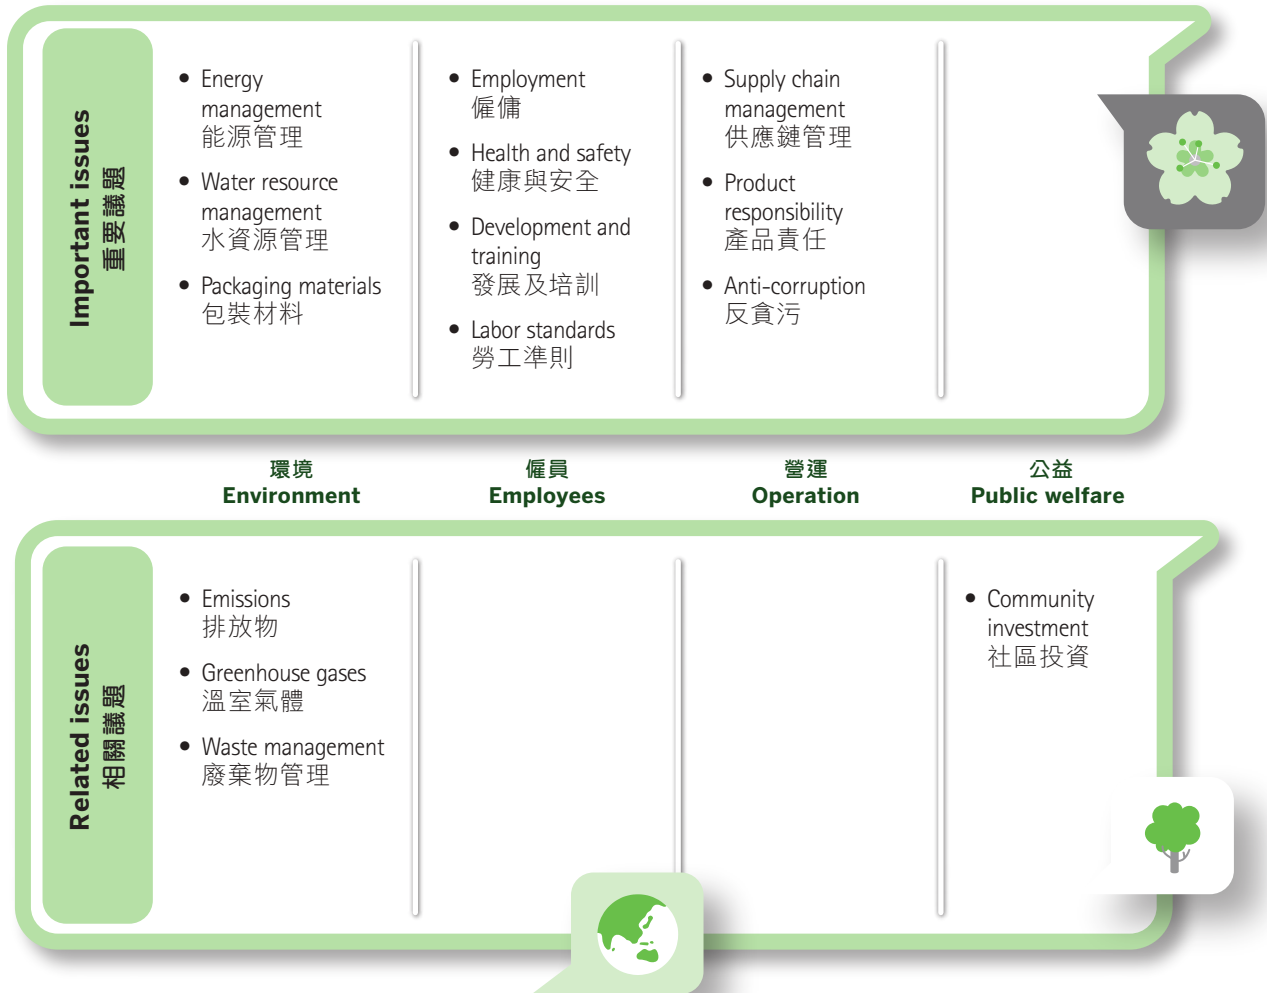 Important issues
重要議題
• Energy
management
能源管理
• Water resource
management
水資源管理
• Packaging materials
包裝材料
• Employment
僱傭
• Health and safety
健康與安全
• Development and
training
發展及培訓
• Labor standards
勞工準則
• Supply chain
management
供應鏈管理
• Product
responsibility
產品責任
• Anti-corruption
反貪污
環境
Environment
僱員
Employees
營運
Operation
公益
Public welfare
Related issues
相關議題
• Emissions
排放物
• Greenhouse gases
溫室氣體
• Waste management
廢棄物管理
• Community
investment
社區投資